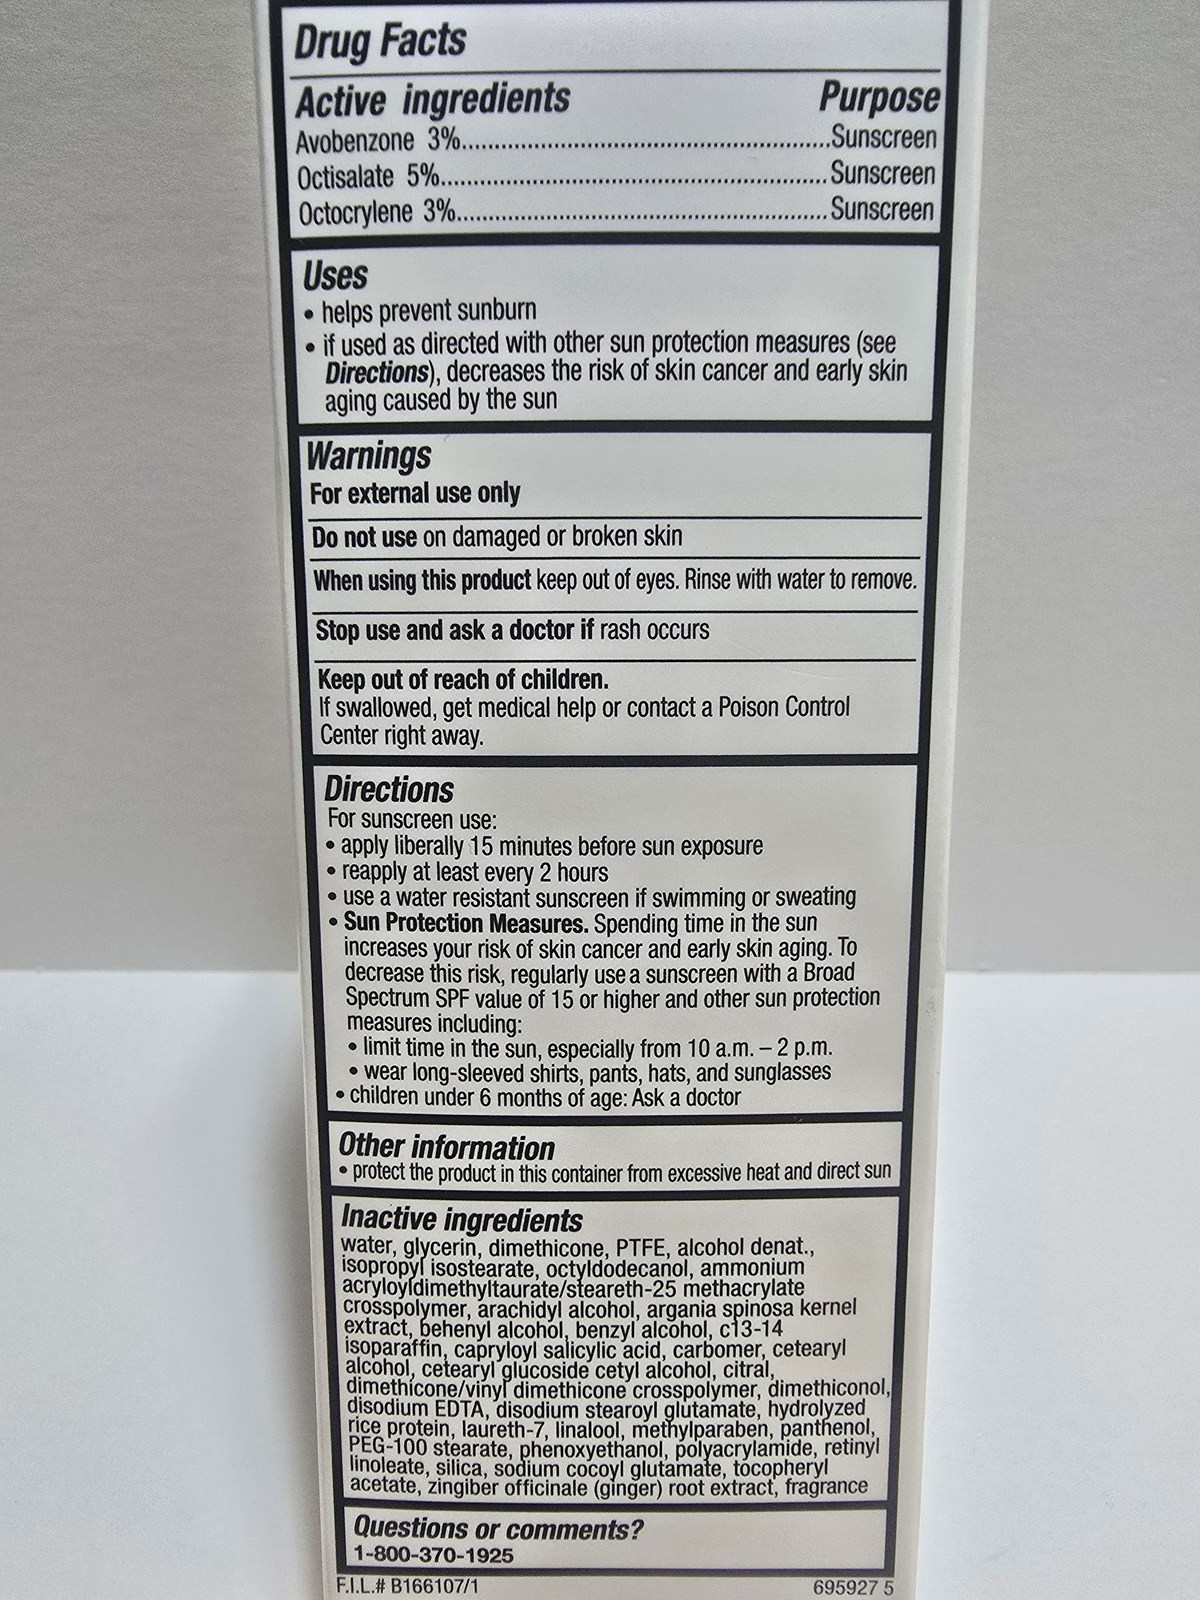 Drug Facts
Active ingredients Purpose
Avobenzone 3%..................................................Sunscreen
Octisalate 5%..................................................Sunscreen
Octocrylene 3%..................................................Sunscreen
Uses
• helps prevent sunburn
• if used as directed with other sun protection measures (see
Directions), decreases the risk of skin cancer and early skin
aging caused by the sun
Warnings
For external use only
Do not use on damaged or broken skin
When using this product keep out of eyes. Rinse with water to remove.
Stop use and ask a doctor if rash occurs
Keep out of reach of children.
If swallowed, get medical help or contact a Poison Control
Center right away.
Directions
For sunscreen use:
• apply liberally 15 minutes before sun exposure
• reapply at least every 2 hours
• use a water resistant sunscreen if swimming or sweating
• Sun Protection Measures. Spending time in the sun
increases your risk of skin cancer and early skin aging. To
decrease this risk, regularly use a sunscreen with a Broad
Spectrum SPF value of 15 or higher and other sun protection
measures including:
• limit time in the sun, especially from 10 a.m. – 2 p.m.
• wear long-sleeved shirts, pants, hats, and sunglasses
• children under 6 months of age: Ask a doctor
Other information
• protect the product in this container from excessive heat and direct sun
Inactive ingredients
water, glycerin, dimethicone, PTFE, alcohol denat.,
isopropyl isostearate, octyldodecanol, ammonium
acryloyldimethyltaurate/steareth-25 methacrylate
crosspolymer, arachidyl alcohol, argania spinosa kernel
extract, behenyl alcohol, benzyl alcohol, c13-14
isoparaffin, capryloyl salicylic acid, carbomer, cetearyl
alcohol, cetearyl glucoside cetyl alcohol, citral,
dimethicone/vinyl dimethicone crosspolymer, dimethiconol,
disodium EDTA, disodium stearoyl glutamate, hydrolyzed
rice protein, laureth-7, linalool, methylparaben, panthenol,
PEG-100 stearate, phenoxyethanol, polyacrylamide, retinyl
linoleate, silica, sodium cocoyl glutamate, tocopheryl
acetate, zingiber officinale (ginger) root extract, fragrance
Questions or comments?
1-800-370-1925
F.I.L.# B166107/1 695927 5